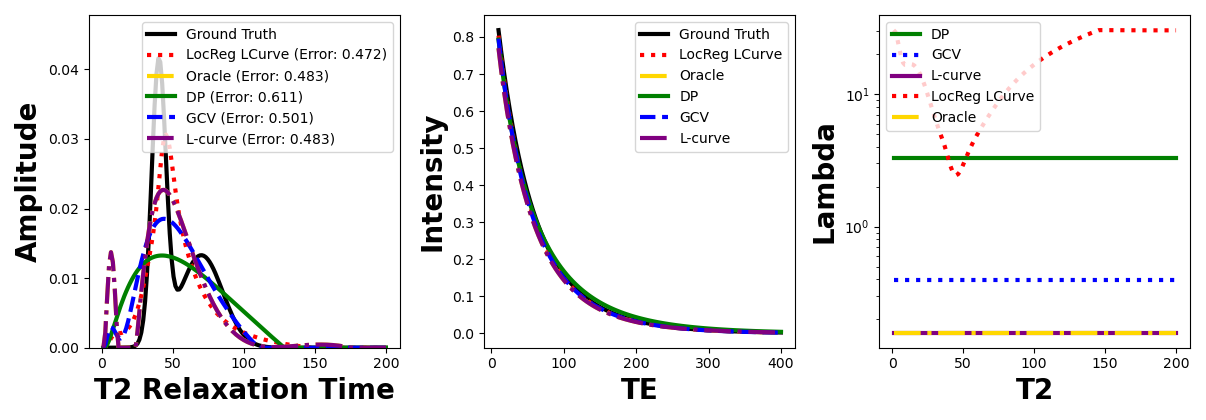 Amplitude
0.04
0.03
0.02
0.01
0.00
0
50
100
150
200
T2 Relaxation Time
Ground Truth
LocReg LCurve (Error: 0.472)
Oracle (Error: 0.483)
DP (Error: 0.611)
GCV (Error: 0.501)
L-curve (Error: 0.483)
Intensity
0.8
0.7
0.6
0.5
0.4
0.3
0.2
0.1
0.0
0
100
200
300
400
TE
Ground Truth
LocReg LCurve
Oracle
DP
GCV
L-curve
Lambda
10¹
10⁰
0
50
100
150
200
T2
DP
GCV
L-curve
LocReg LCurve
Oracle